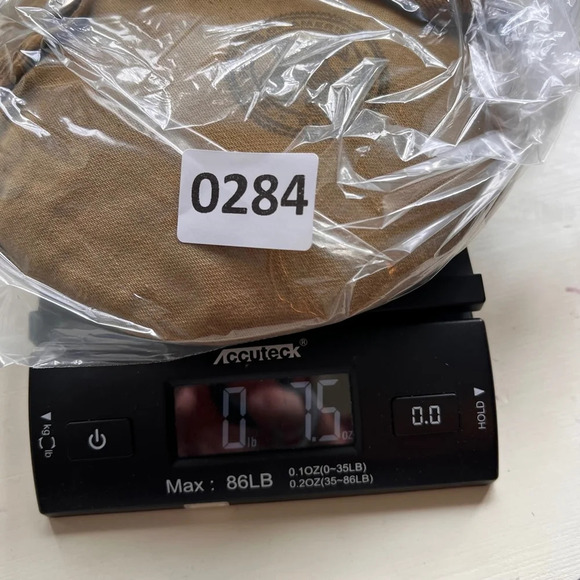 0284
Accuteck®
0 lb 7.5 oz
0.0
HOLD
kg lb
Max : 86LB
0.1OZ(0~35LB)
0.2OZ(35~86LB)